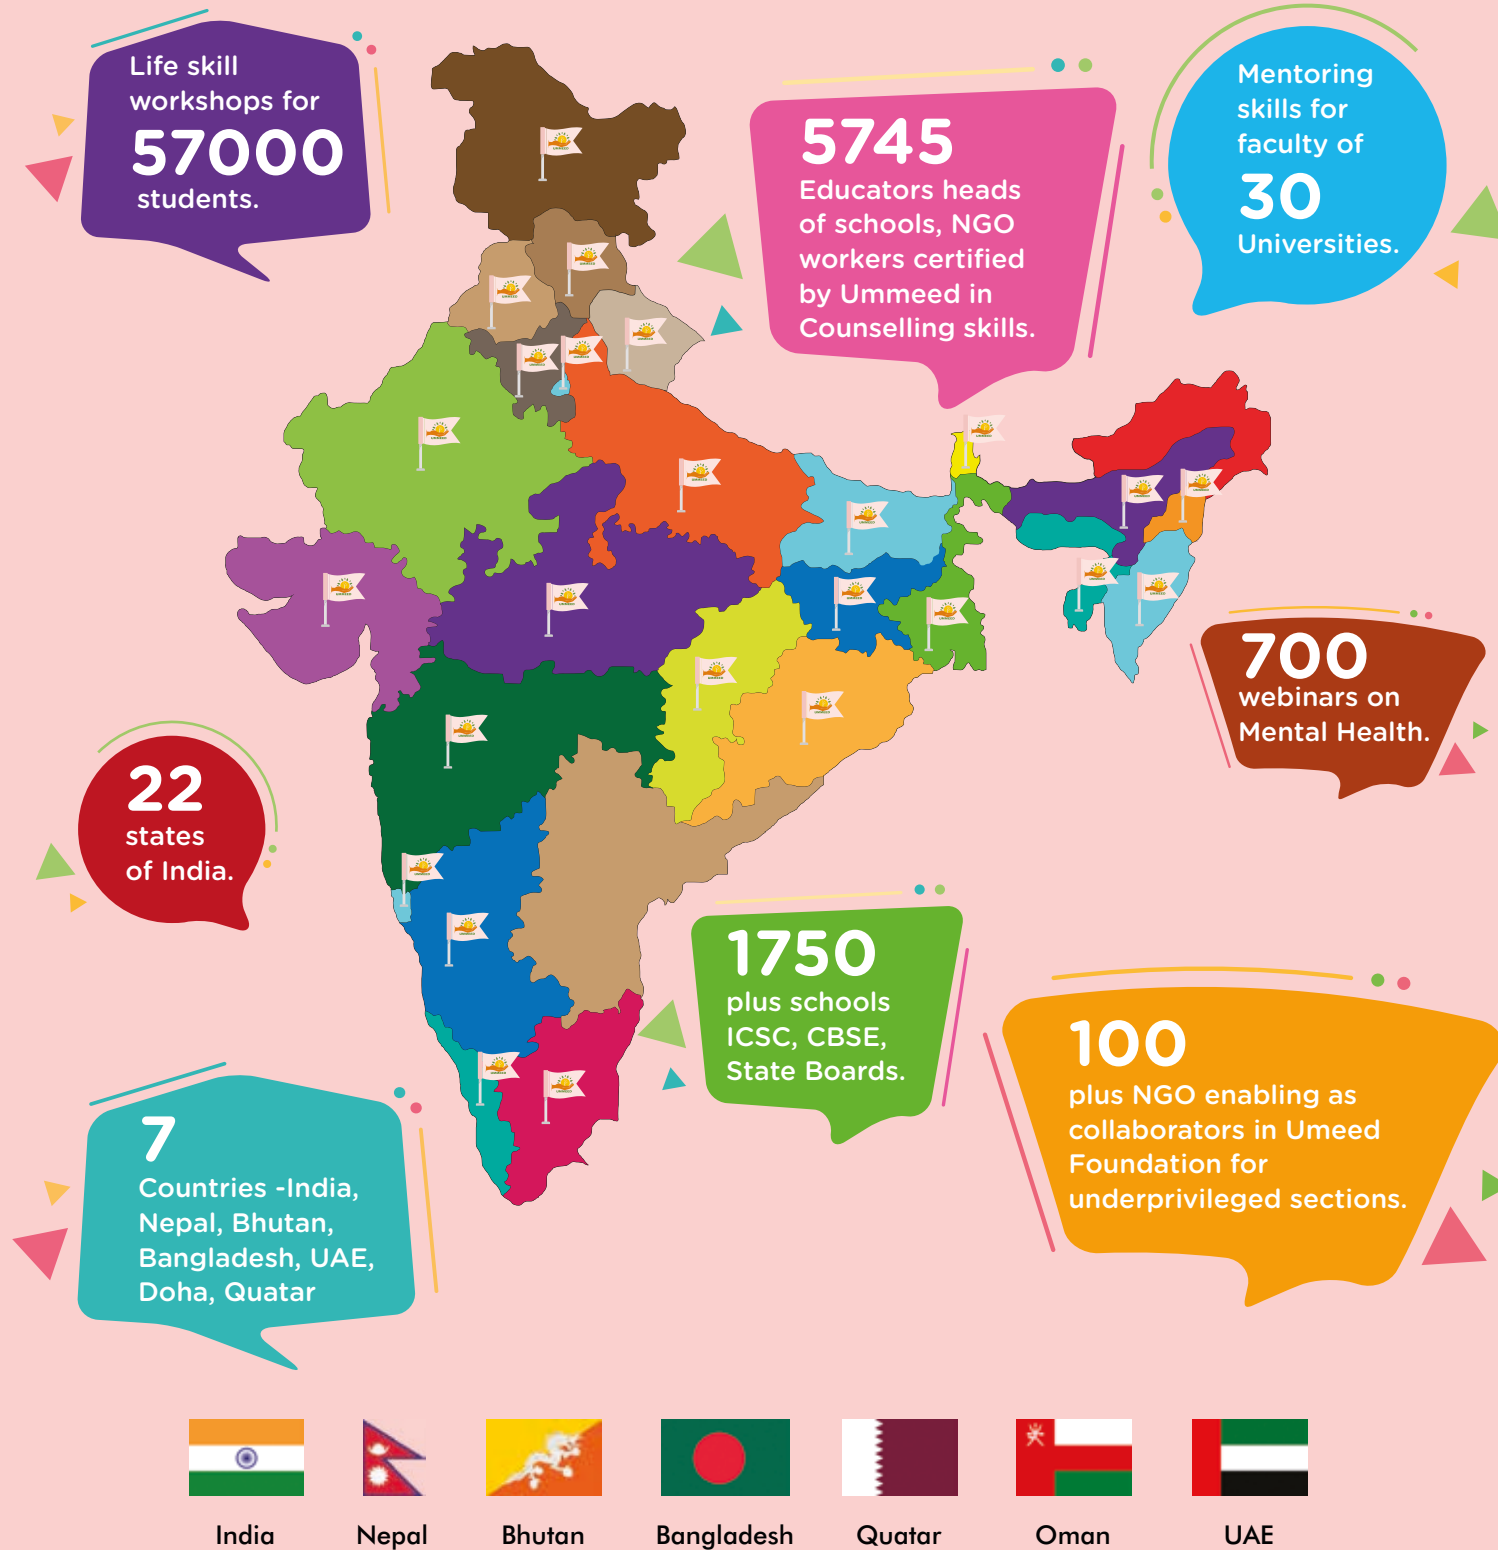 Life skill
workshops for
57000
students.
5745
Educators heads
of schools, NGO
workers certified
by Ummeed in
Counselling skills.
Mentoring
skills for
faculty of
30
Universities.
700
webinars on
Mental Health.
22
states
of India.
1750
plus schools
ICSC, CBSE,
State Boards.
100
plus NGO enabling as
collaborators in Umeed
Foundation for
underprivileged sections.
7
Countries -India,
Nepal, Bhutan,
Bangladesh, UAE,
Doha, Quatar
India
Nepal
Bhutan
Bangladesh
Quatar
Oman
UAE